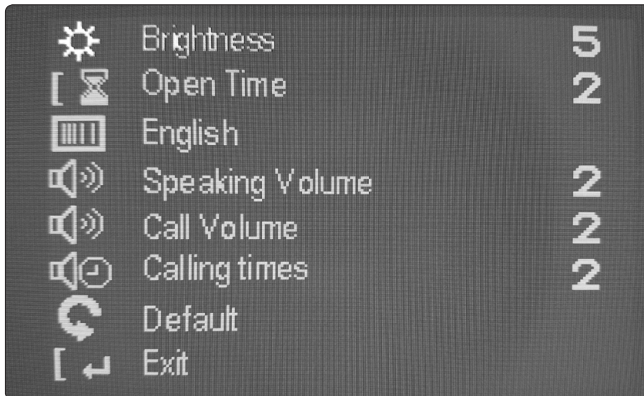 Brightness 5
Open Time 2
English
Speaking Volume 2
Call Volume 2
Calling times 2
Default
Exit